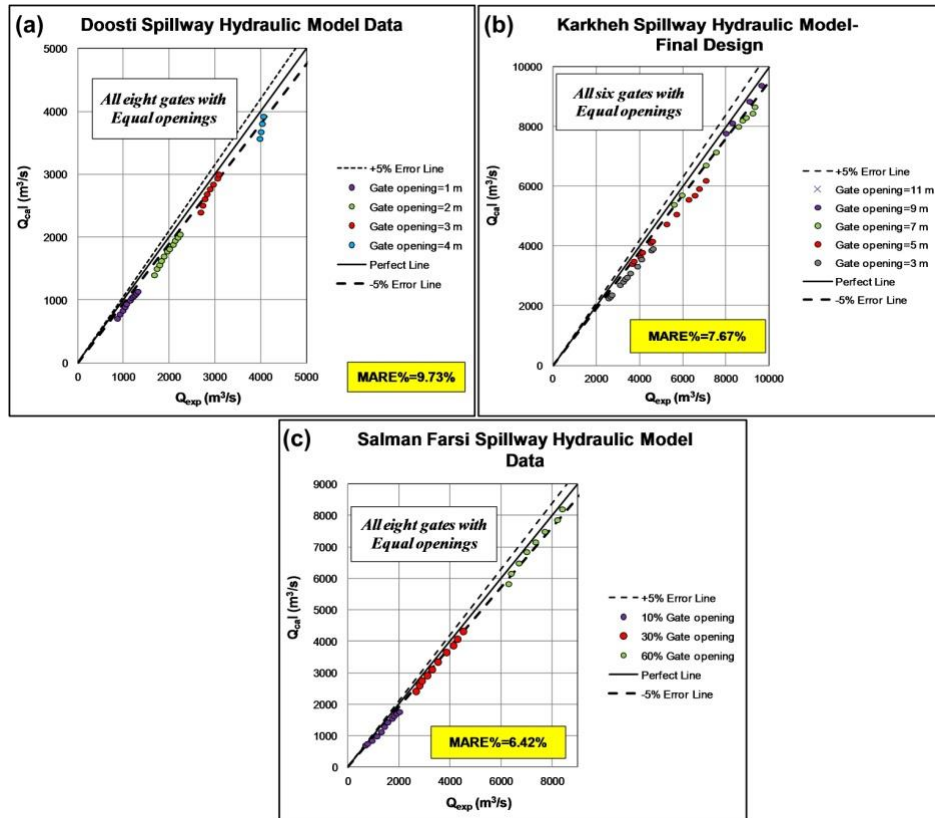 (a) Doosti Spillway Hydraulic Model Data
5000
4000
3000
2000
1000
0
Q_cal (m³/s)
All eight gates with
Equal openings
0 1000 2000 3000 4000 5000
Q_exp (m³/s)
+5% Error Line
Gate opening=1 m
Gate opening=2 m
Gate opening=3 m
Gate opening=4 m
Perfect Line
-5% Error Line
MARE%=9.73%
(b) Karkheh Spillway Hydraulic Model-
Final Design
10000
8000
6000
4000
2000
0
Q_cal (m³/s)
All six gates with
Equal openings
0 2000 4000 6000 8000 10000
Q_exp (m³/s)
+5% Error Line
Gate opening=11 m
Gate opening=9 m
Gate opening=7 m
Gate opening=5 m
Gate opening=3 m
Perfect Line
-5% Error Line
MARE%=7.67%
(c) Salman Farsi Spillway Hydraulic Model
Data
9000
8000
7000
6000
5000
4000
3000
2000
1000
0
Q_cal (m³/s)
All eight gates with
Equal openings
0 2000 4000 6000 8000
Q_exp (m³/s)
+5% Error Line
10% Gate opening
30% Gate opening
60% Gate opening
Perfect Line
-5% Error Line
MARE%=6.42%